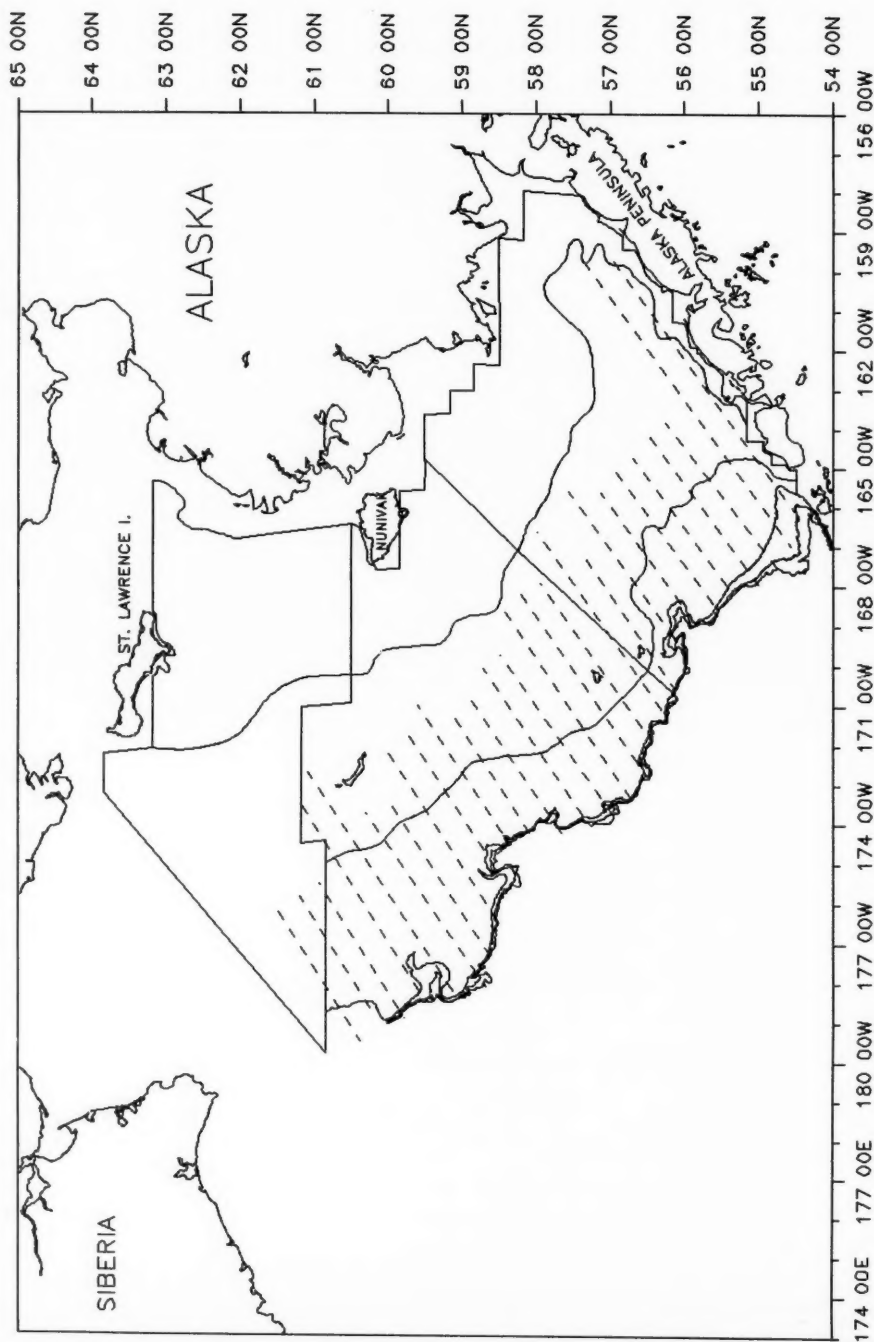 SIBERIA
ST. LAWRENCE I.
ALASKA
NUNIVAK
ALASKA PENINSULA
65 00N
64 00N
63 00N
62 00N
61 00N
60 00N
59 00N
58 00N
57 00N
56 00N
55 00N
54 00N
174 00E
177 00E
180 00W
177 00W
174 00W
171 00W
168 00W
165 00W
162 00W
159 00W
156 00W